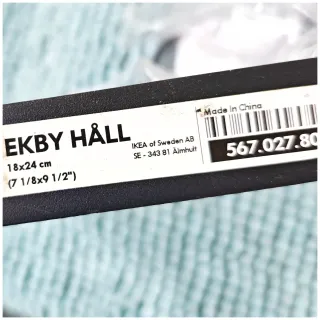 EKBY HÅLL
18x24 cm
(7 1/8x9 1/2")
IKEA of Sweden AB
SE - 343 81 Älmhult
Made in China
567.027.80